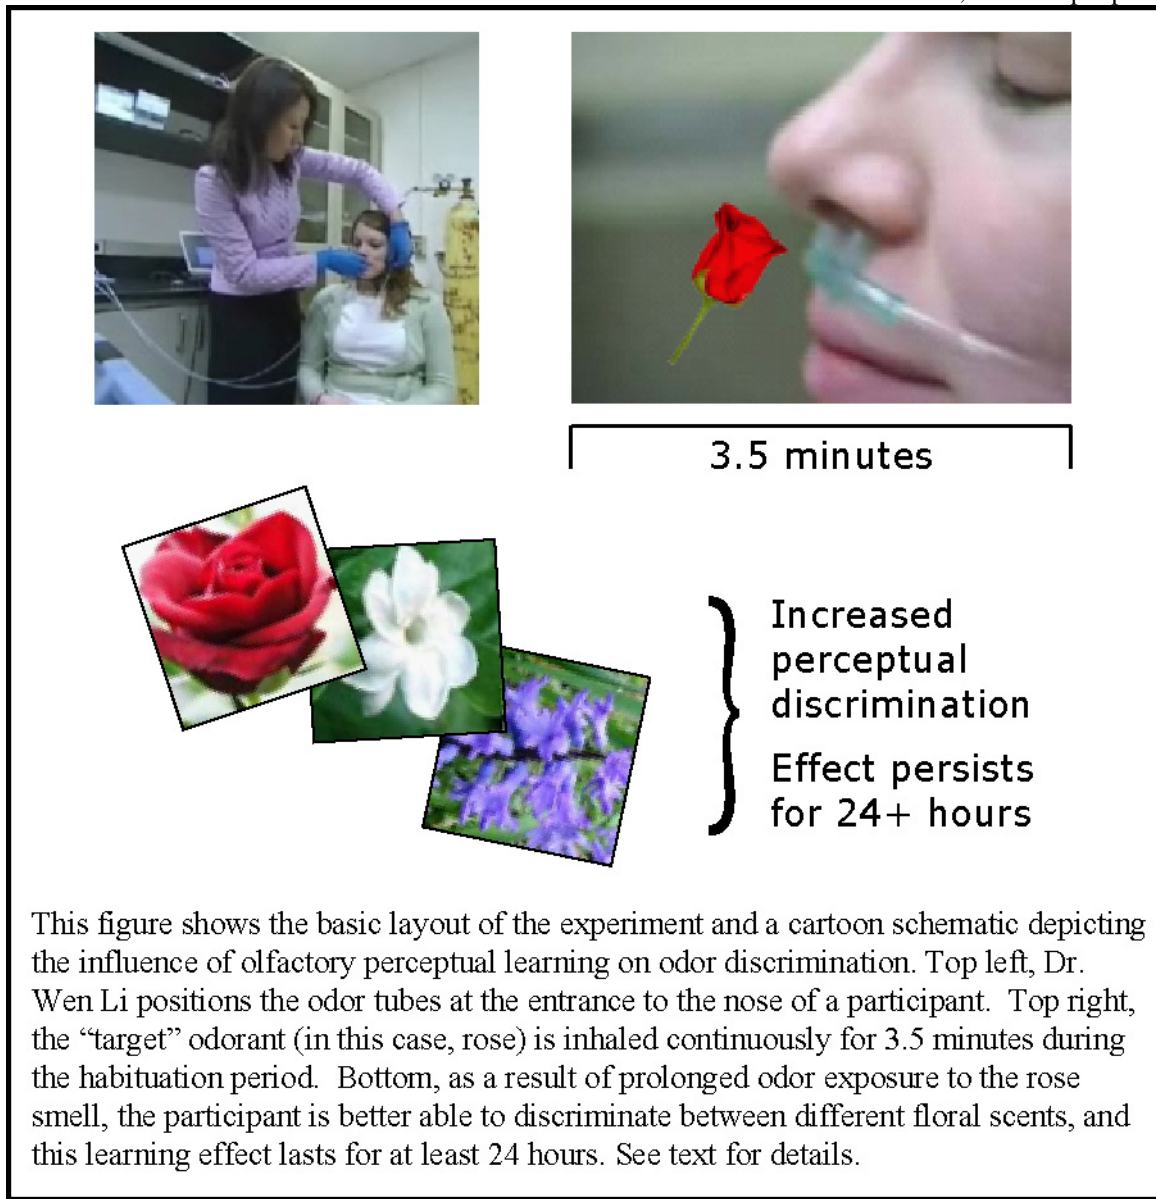 3.5 minutes
Increased
perceptual
discrimination
Effect persists
for 24+ hours
This figure shows the basic layout of the experiment and a cartoon schematic depicting
the influence of olfactory perceptual learning on odor discrimination. Top left, Dr.
Wen Li positions the odor tubes at the entrance to the nose of a participant.  Top right,
the “target” odorant (in this case, rose) is inhaled continuously for 3.5 minutes during
the habituation period.  Bottom, as a result of prolonged odor exposure to the rose
smell, the participant is better able to discriminate between different floral scents, and
this learning effect lasts for at least 24 hours. See text for details.